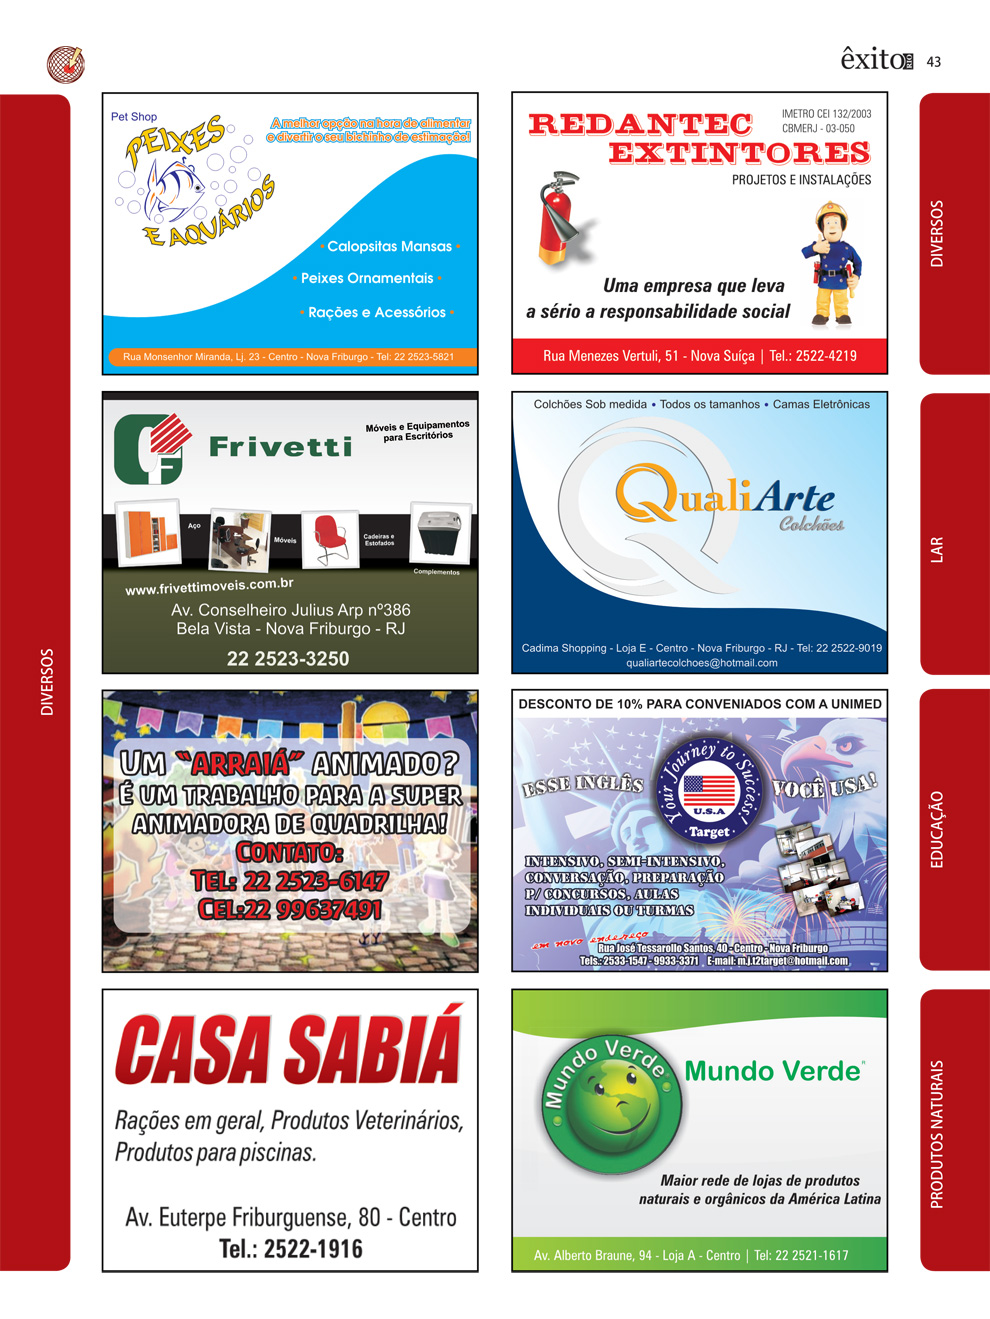 êxito RIO 43
DIVERSOS
Pet Shop
PEIXES
E AQUÁRIOS
A melhor opção na hora de alimentar
e divertir o seu bichinho de estimação!
• Calopsitas Mansas •
• Peixes Ornamentais •
• Rações e Acessórios •
Rua Monsenhor Miranda, Lj. 23 - Centro - Nova Friburgo - Tel: 22 2523-5821
IMETRO CEI 132/2003
CBMERJ - 03-050
REDANTEC
EXTINTORES
PROJETOS E INSTALAÇÕES
Uma empresa que leva
a sério a responsabilidade social
Rua Menezes Vertuli, 51 - Nova Suíça | Tel.: 2522-4219
DIVERSOS
CF
Frivetti
Móveis e Equipamentos
para Escritórios
Aço
Móveis
Cadeiras e
Estofados
Complementos
www.frivettimoveis.com.br
Av. Conselheiro Julius Arp nº386
Bela Vista - Nova Friburgo - RJ
22 2523-3250
Colchões Sob medida • Todos os tamanhos • Camas Eletrônicas
QualiArte
Colchões
Cadima Shopping - Loja E - Centro - Nova Friburgo - RJ - Tel: 22 2522-9019
qualiartecolchoes@hotmail.com
LAR
UM "ARRAIÁ" ANIMADO?
É UM TRABALHO PARA A SUPER
ANIMADORA DE QUADRILHA!
CONTATO:
TEL: 22 2523-6147
CEL:22 99637491
DESCONTO DE 10% PARA CONVENIADOS COM A UNIMED
ESSE INGLÊS
Your Journey to Success!
U.S.A
Target
VOCÊ USA!
INTENSIVO, SEMI-INTENSIVO,
CONVERSAÇÃO, PREPARAÇÃO
P/ CONCURSOS, AULAS
INDIVIDUAIS OU TURMAS
em novo endereço
Rua José Tessarollo Santos, 40 - Centro - Nova Friburgo
Tels.: 2533-1547 - 9933-3371 E-mail: m.j.t2target@hotmail.com
EDUCAÇÃO
CASA SABIÁ
Rações em geral, Produtos Veterinários,
Produtos para piscinas.
Av. Euterpe Friburguense, 80 - Centro
Tel.: 2522-1916
Mundo Verde
Mundo Verde
Maior rede de lojas de produtos
naturais e orgânicos da América Latina
Av. Alberto Braune, 94 - Loja A - Centro | Tel: 22 2521-1617
PRODUTOS NATURAIS